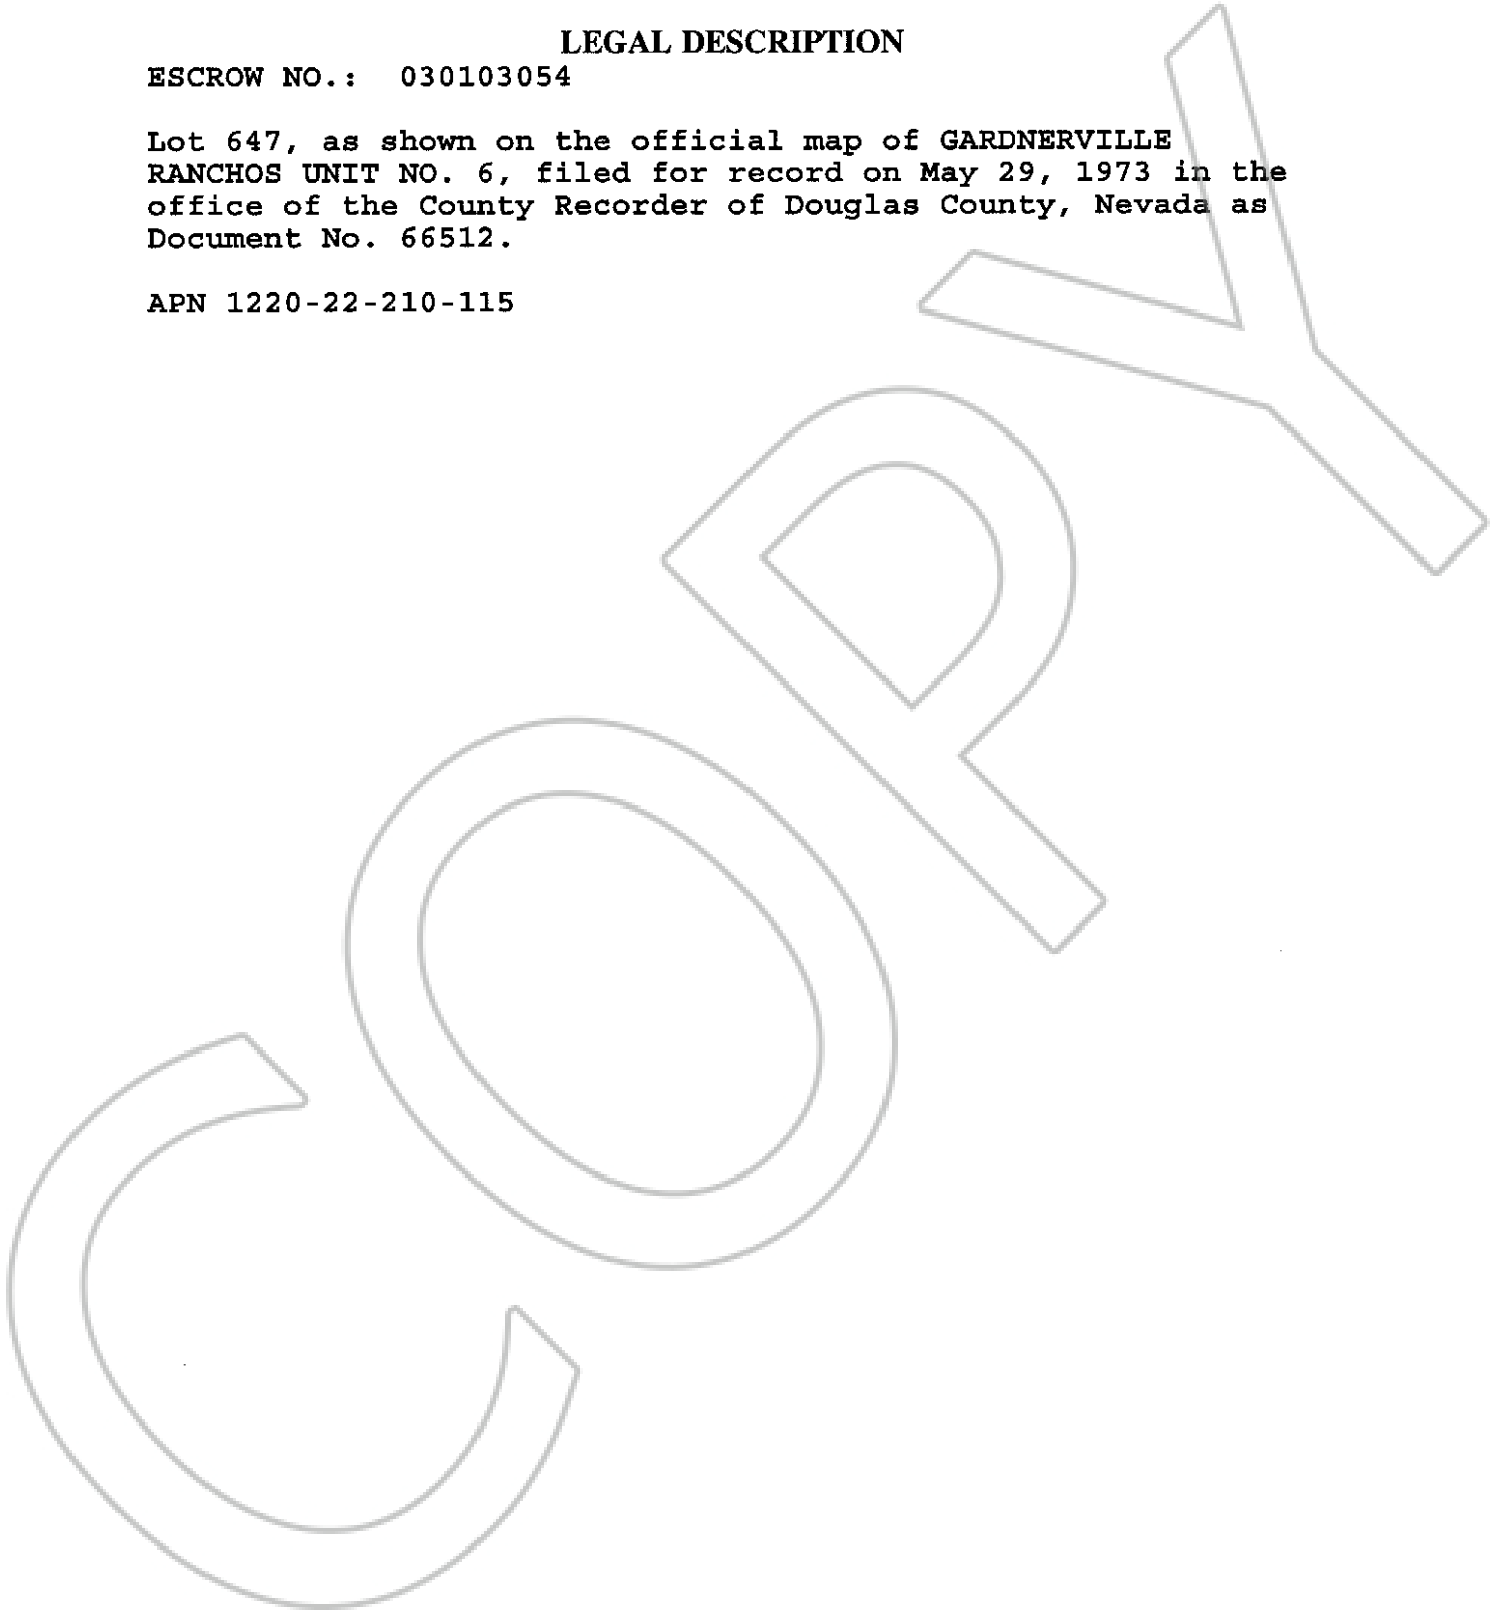 LEGAL DESCRIPTION
ESCROW NO.: 030103054
Lot 647, as shown on the official map of GARDNERVILLE
RANCHOS UNIT NO. 6, filed for record on May 29, 1973 in the
office of the County Recorder of Douglas County, Nevada as
Document No. 66512.
APN 1220-22-210-115
COPY